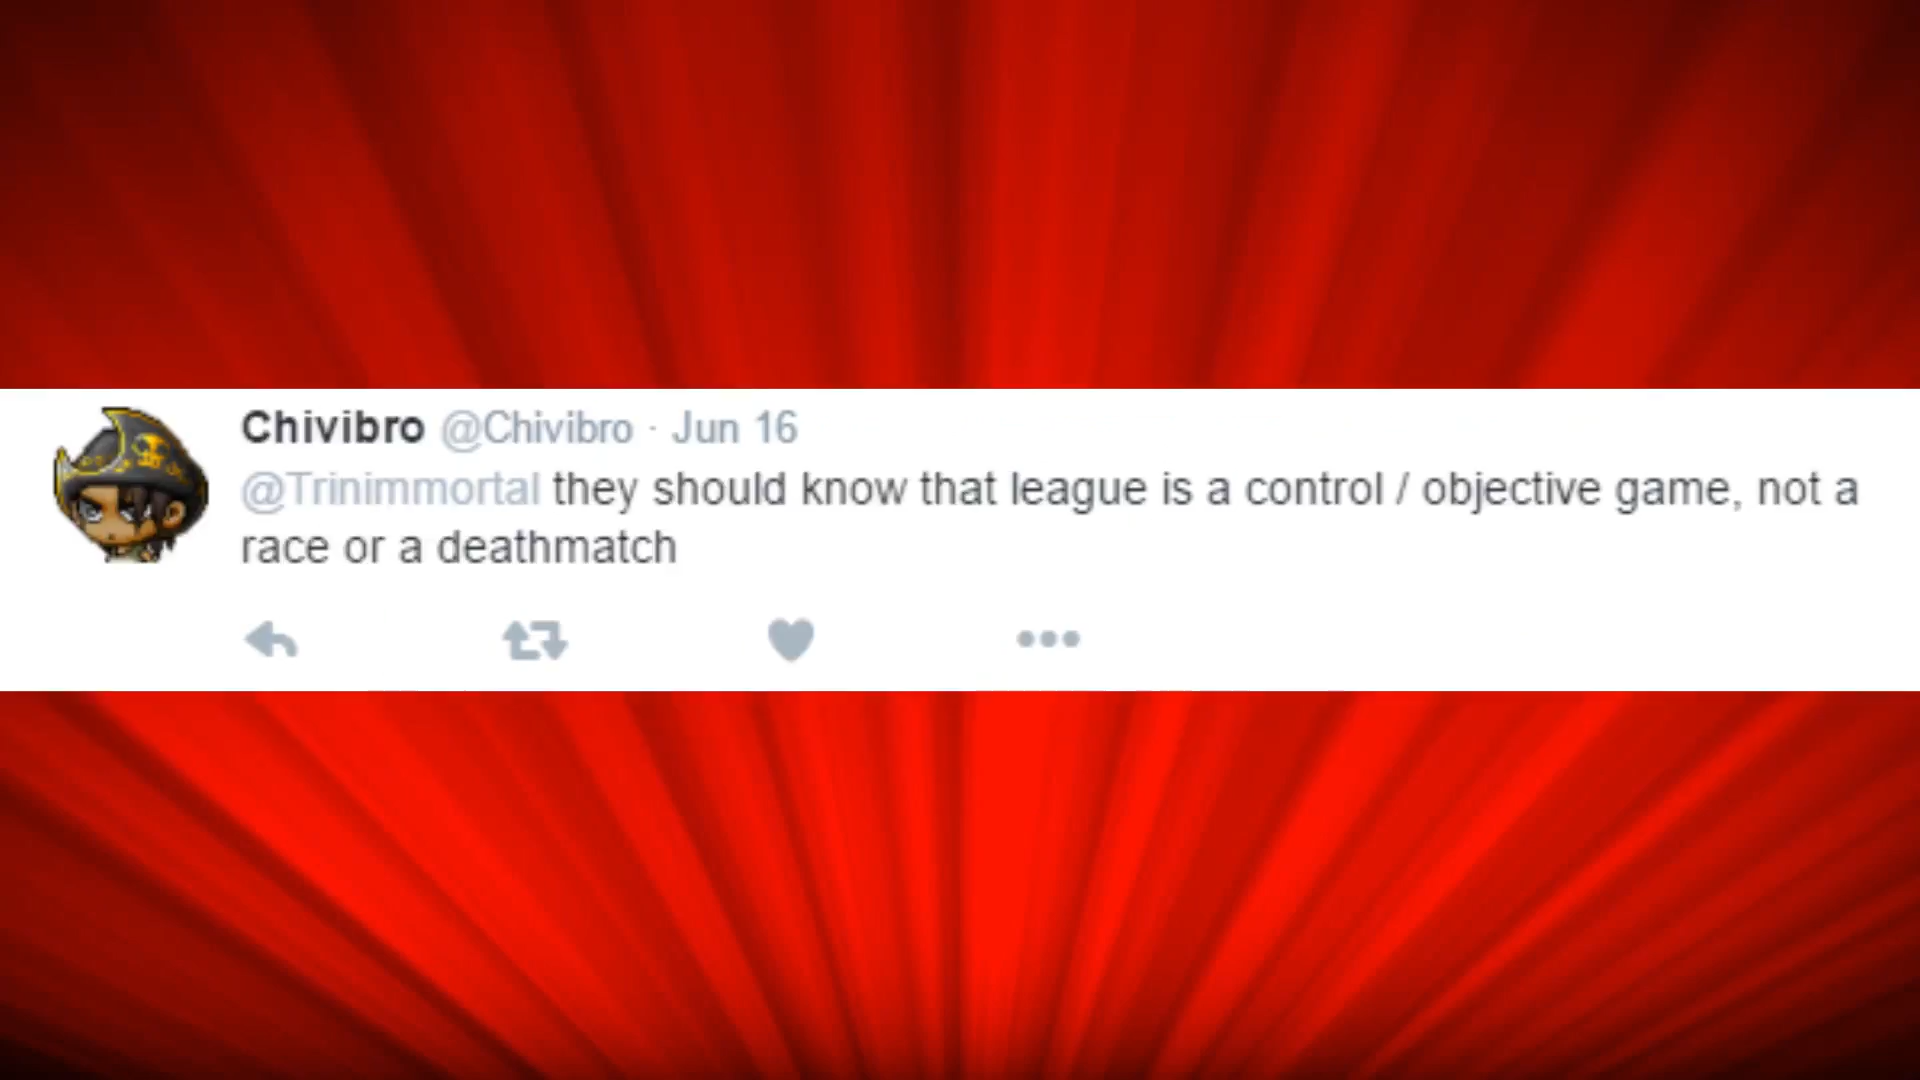 Chivibro @Chivibro · Jun 16
@Trinimmortal they should know that league is a control / objective game, not a
race or a deathmatch